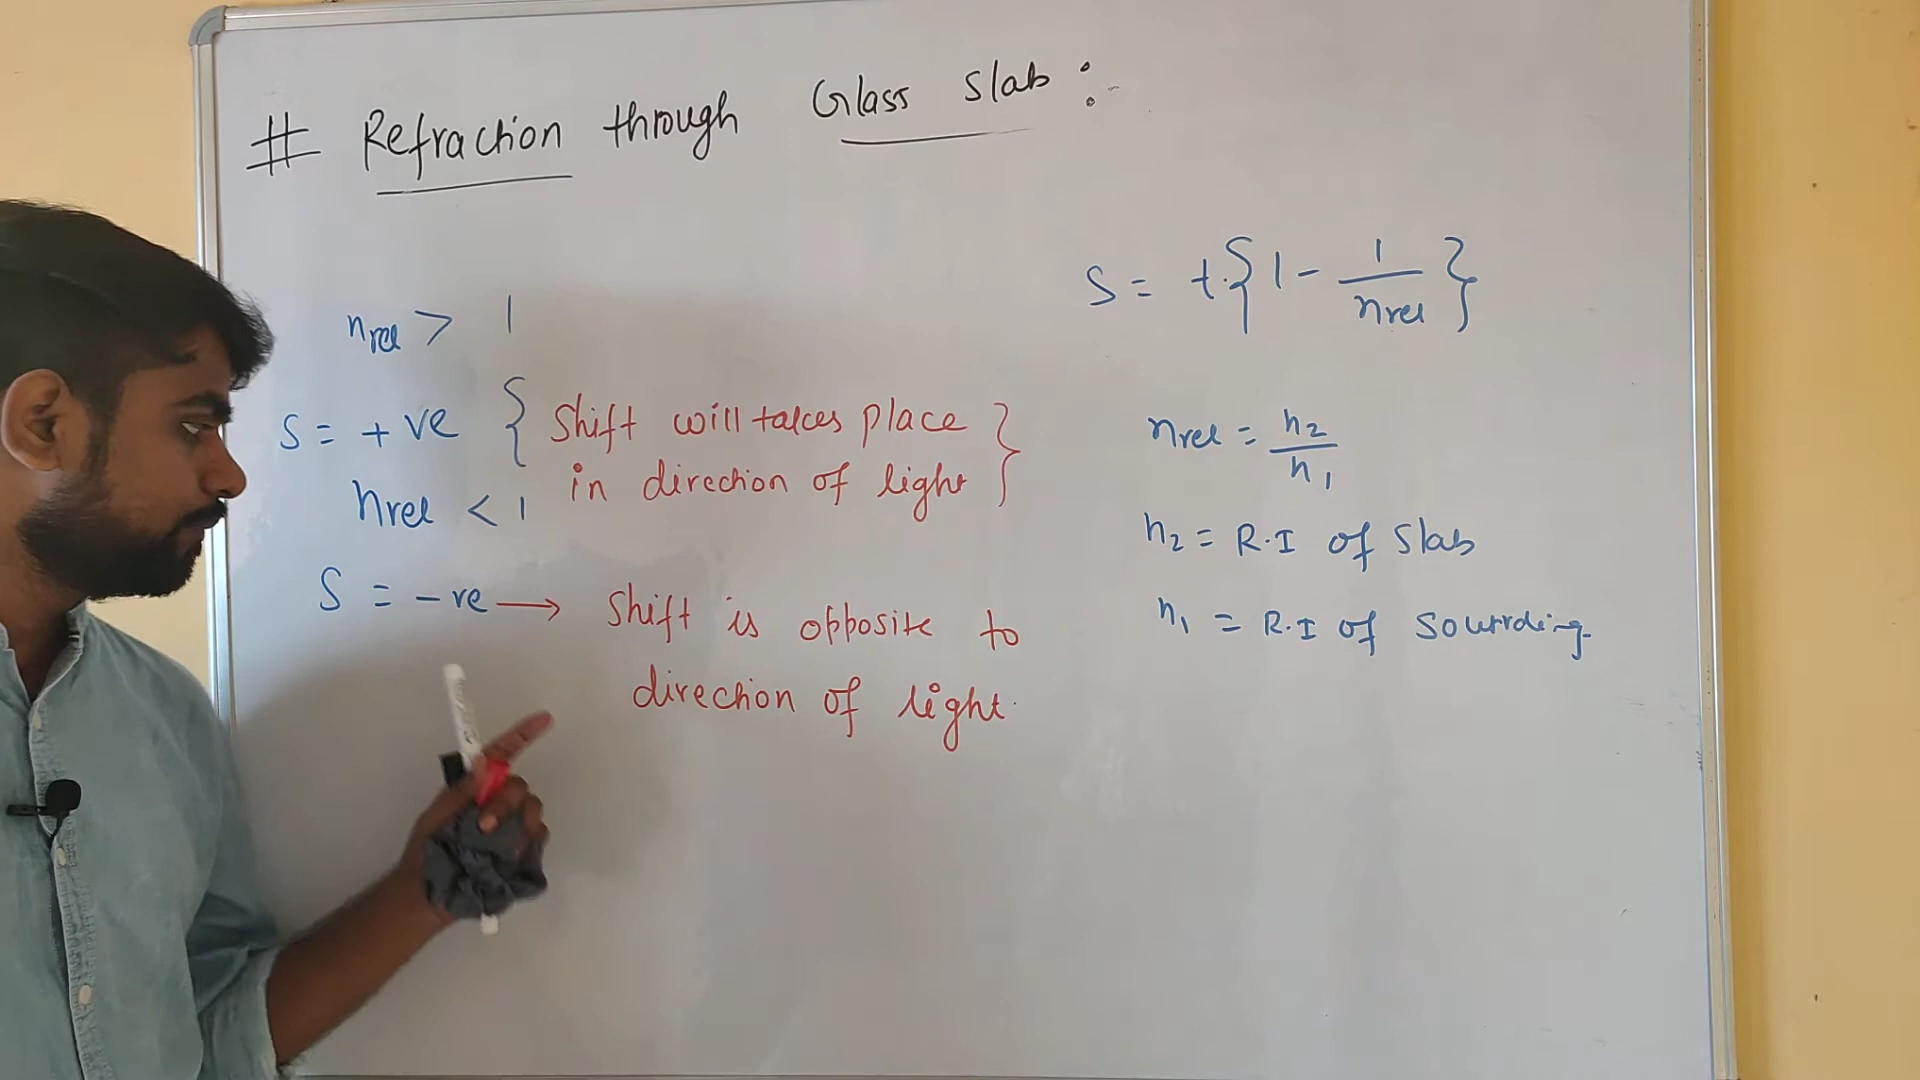 # Refraction through Glass Slab :
nrel > 1
S = + ve { Shift will takes place
in direction of light }
nrel < 1
S = - ve → Shift is opposite to
direction of light.
S = t.{ 1 - 1/nrel }
nrel = n2/n1
n2 = R.I of Slab
n1 = R.I of Sourrding.